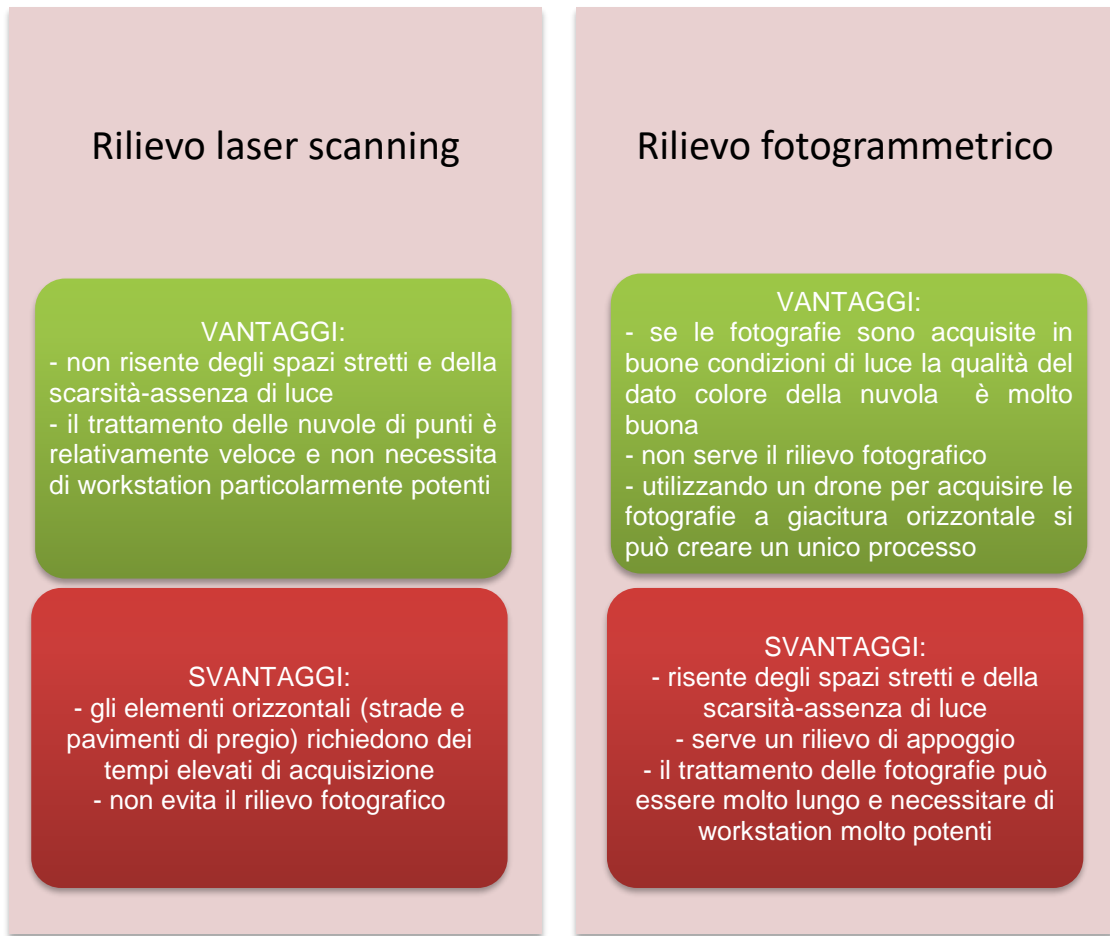 Rilievo laser scanning
VANTAGGI:
- non risente degli spazi stretti e della
scarsità-assenza di luce
- il trattamento delle nuvole di punti è
relativamente veloce e non necessita
di workstation particolarmente potenti
SVANTAGGI:
- gli elementi orizzontali (strade e
pavimenti di pregio) richiedono dei
tempi elevati di acquisizione
- non evita il rilievo fotografico
Rilievo fotogrammetrico
VANTAGGI:
- se le fotografie sono acquisite in
buone condizioni di luce la qualità del
dato colore della nuvola è molto
buona
- non serve il rilievo fotografico
- utilizzando un drone per acquisire le
fotografie a giacitura orizzontale si
può creare un unico processo
SVANTAGGI:
- risente degli spazi stretti e della
scarsità-assenza di luce
- serve un rilievo di appoggio
- il trattamento delle fotografie può
essere molto lungo e necessitare di
workstation molto potenti